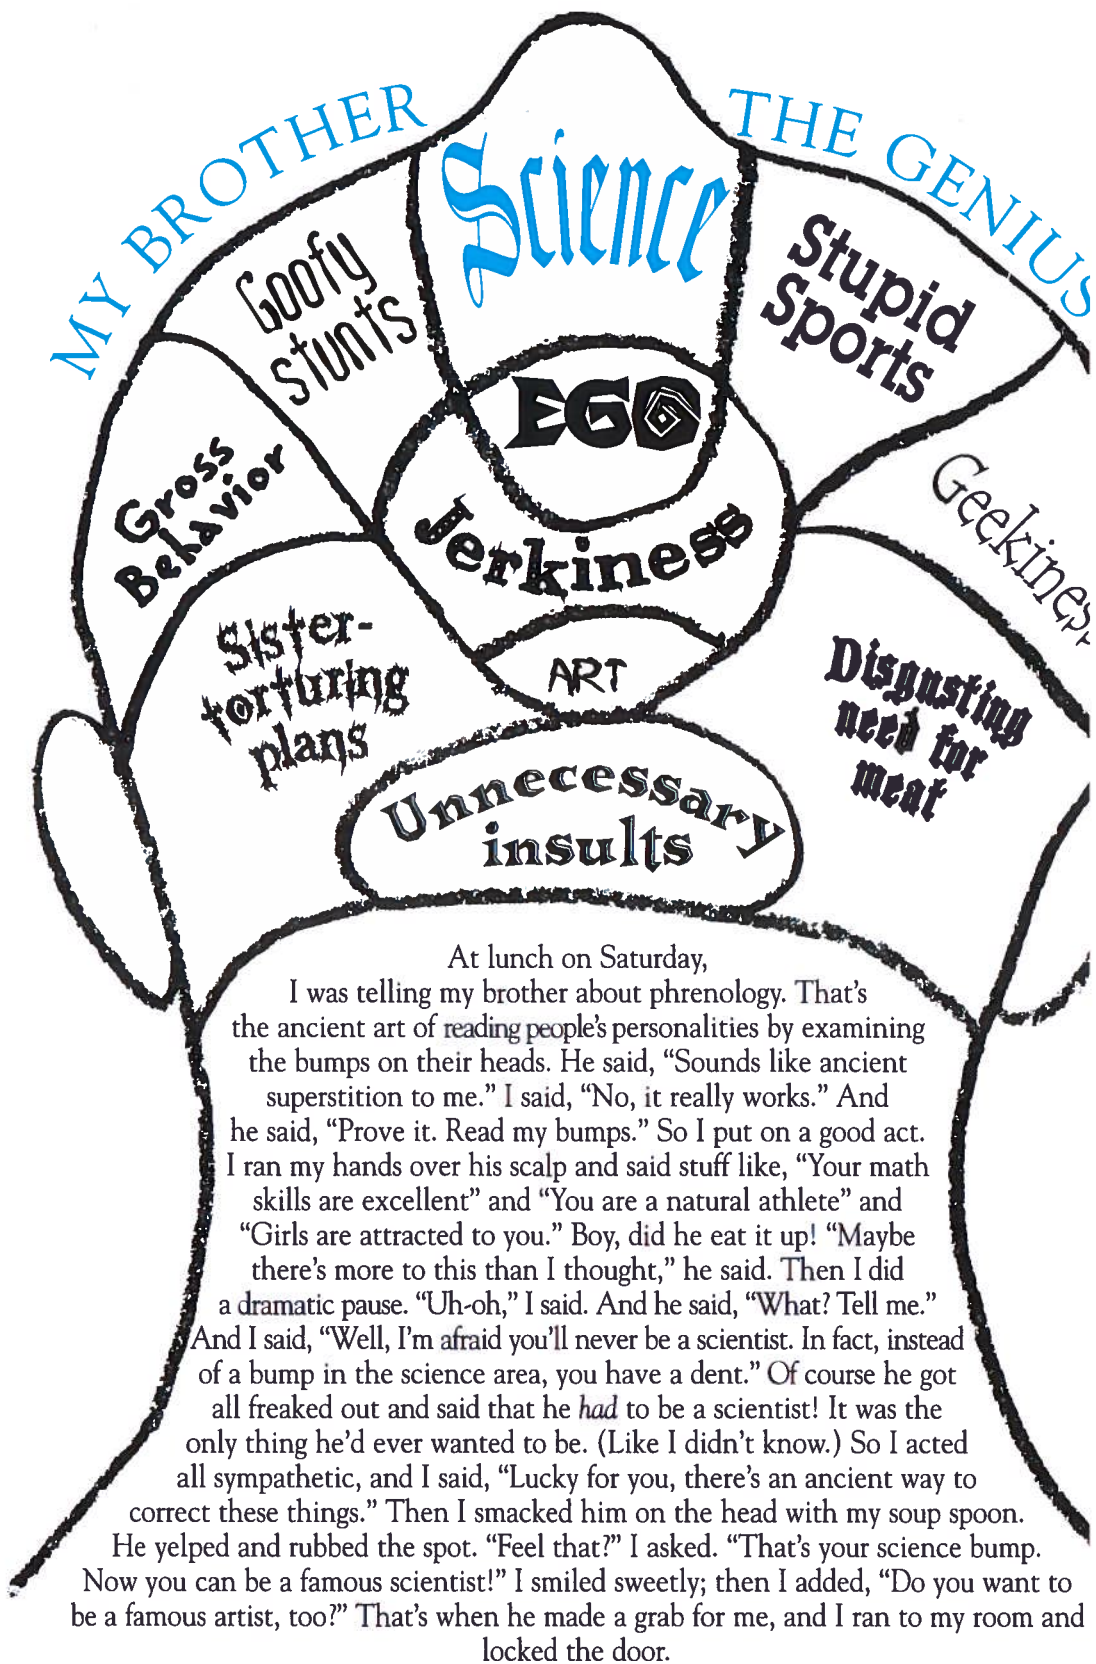 MY BROTHER THE GENIUS
Science
Goofy
stunts
Stupid
Sports
EGO
Gross
Behavior
Jerkiness
Geekiness
Sister-
torturing
plans
ART
Disgusting
need for
meat
Unnecessary
insults
At lunch on Saturday,
I was telling my brother about phrenology. That's
the ancient art of reading people's personalities by examining
the bumps on their heads. He said, “Sounds like ancient
superstition to me.” I said, “No, it really works.” And
he said, “Prove it. Read my bumps.” So I put on a good act.
I ran my hands over his scalp and said stuff like, “Your math
skills are excellent” and “You are a natural athlete” and
“Girls are attracted to you.” Boy, did he eat it up! “Maybe
there's more to this than I thought,” he said. Then I did
a dramatic pause. “Uh-oh,” I said. And he said, “What? Tell me.”
And I said, “Well, I'm afraid you'll never be a scientist. In fact, instead
of a bump in the science area, you have a dent.” Of course he got
all freaked out and said that he had to be a scientist! It was the
only thing he'd ever wanted to be. (Like I didn't know.) So I acted
all sympathetic, and I said, “Lucky for you, there's an ancient way to
correct these things.” Then I smacked him on the head with my soup spoon.
He yelped and rubbed the spot. “Feel that?” I asked. “That's your science bump.
Now you can be a famous scientist!” I smiled sweetly; then I added, “Do you want to
be a famous artist, too?” That's when he made a grab for me, and I ran to my room and
locked the door.